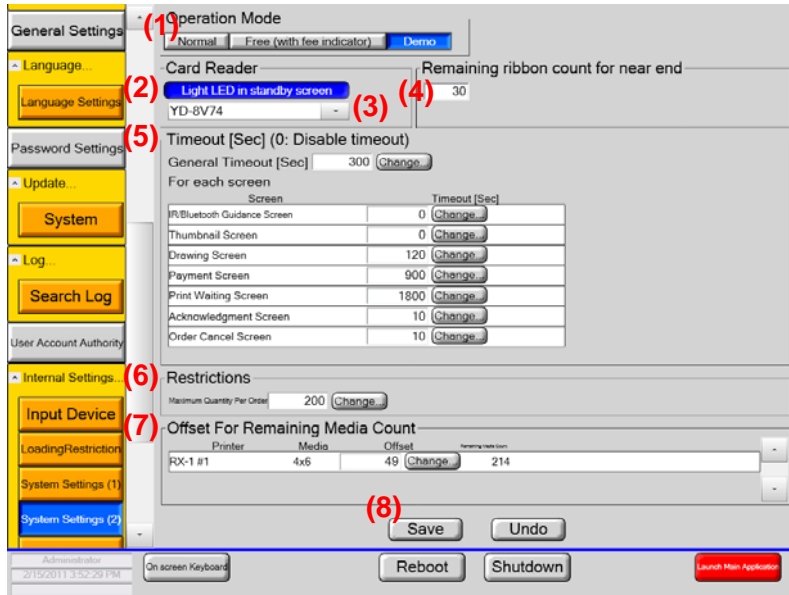 General Settings
Language...
Language Settings
Password Settings
Update...
System
Log...
Search Log
User Account Authority
Internal Settings...
Input Device
LoadingRestriction
System Settings (1)
System Settings (2)
(1)
Operation Mode
Normal Free (with fee indicator) Demo
(2)
Card Reader
Light LED in standby screen
YD-8V74
(3)
(4)
Remaining ribbon count for near end
30
(5)
Timeout [Sec] (0: Disable timeout)
General Timeout [Sec] 300 Change...
For each screen
Screen Timeout [Sec]
IR/Bluetooth Guidance Screen 0 Change...
Thumbnail Screen 0 Change...
Drawing Screen 120 Change...
Payment Screen 900 Change...
Print Waiting Screen 1800 Change...
Acknowledgment Screen 10 Change...
Order Cancel Screen 10 Change...
(6)
Restrictions
Maximum Quantity Per Order 200 Change...
(7)
Offset For Remaining Media Count
Printer Media Offset Remaining Media Count
RX-1 #1 4x6 49 Change... 214
(8)
Save Undo
Administrator
2/15/2011 3:52:29 PM
On screen Keyboard
Reboot Shutdown
Launch Main Application